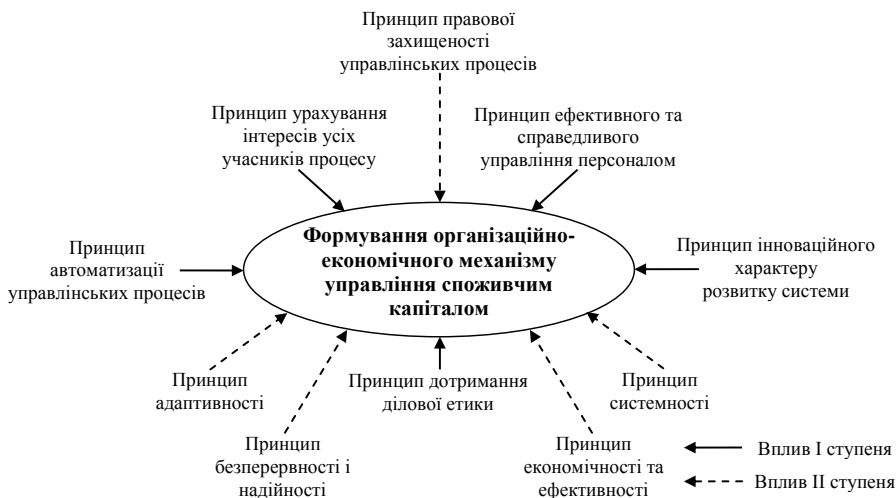 Принцип правової
захищеності
управлінських процесів
Принцип урахування
інтересів усіх
учасників процесу
Принцип ефективного та
справедливого
управління персоналом
Принцип
автоматизації
управлінських процесів
Формування організаційно-
економічного механізму
управління споживчим
капіталом
Принцип інноваційного
характеру
розвитку системи
Принцип
адаптивності
Принцип дотримання
ділової етики
Принцип
системності
Принцип
безперервності і
надійності
Принцип
економічності та
ефективності
Вплив I ступеня
Вплив II ступеня